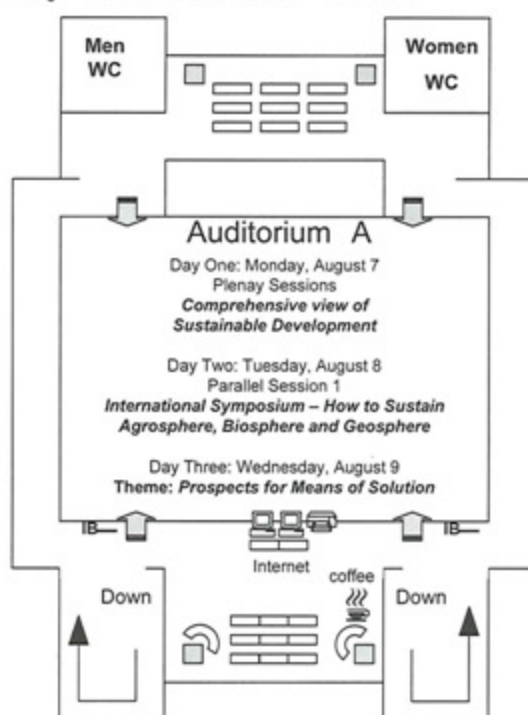 Men
WC
Women
WC
Auditorium A
Day One: Monday, August 7
Plenay Sessions
Comprehensive view of
Sustainable Development
Day Two: Tuesday, August 8
Parallel Session 1
International Symposium – How to Sustain
Agrosphere, Biosphere and Geosphere
Day Three: Wednesday, August 9
Theme: Prospects for Means of Solution
Internet
coffee
Down
Down